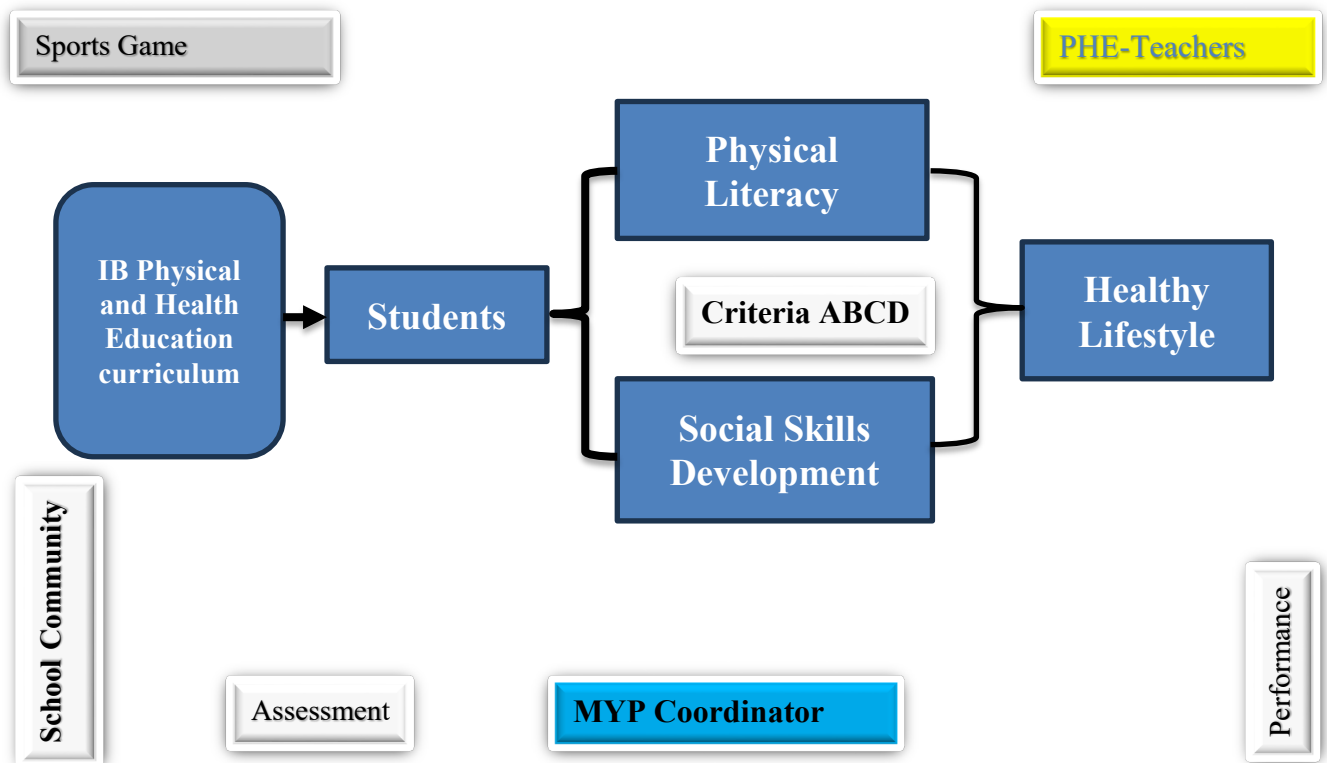 Sports Game
PHE-Teachers
Physical
Literacy
IB Physical
and Health
Education
curriculum
Students
Criteria ABCD
Healthy
Lifestyle
Social Skills
Development
School Community
Assessment
MYP Coordinator
Performance